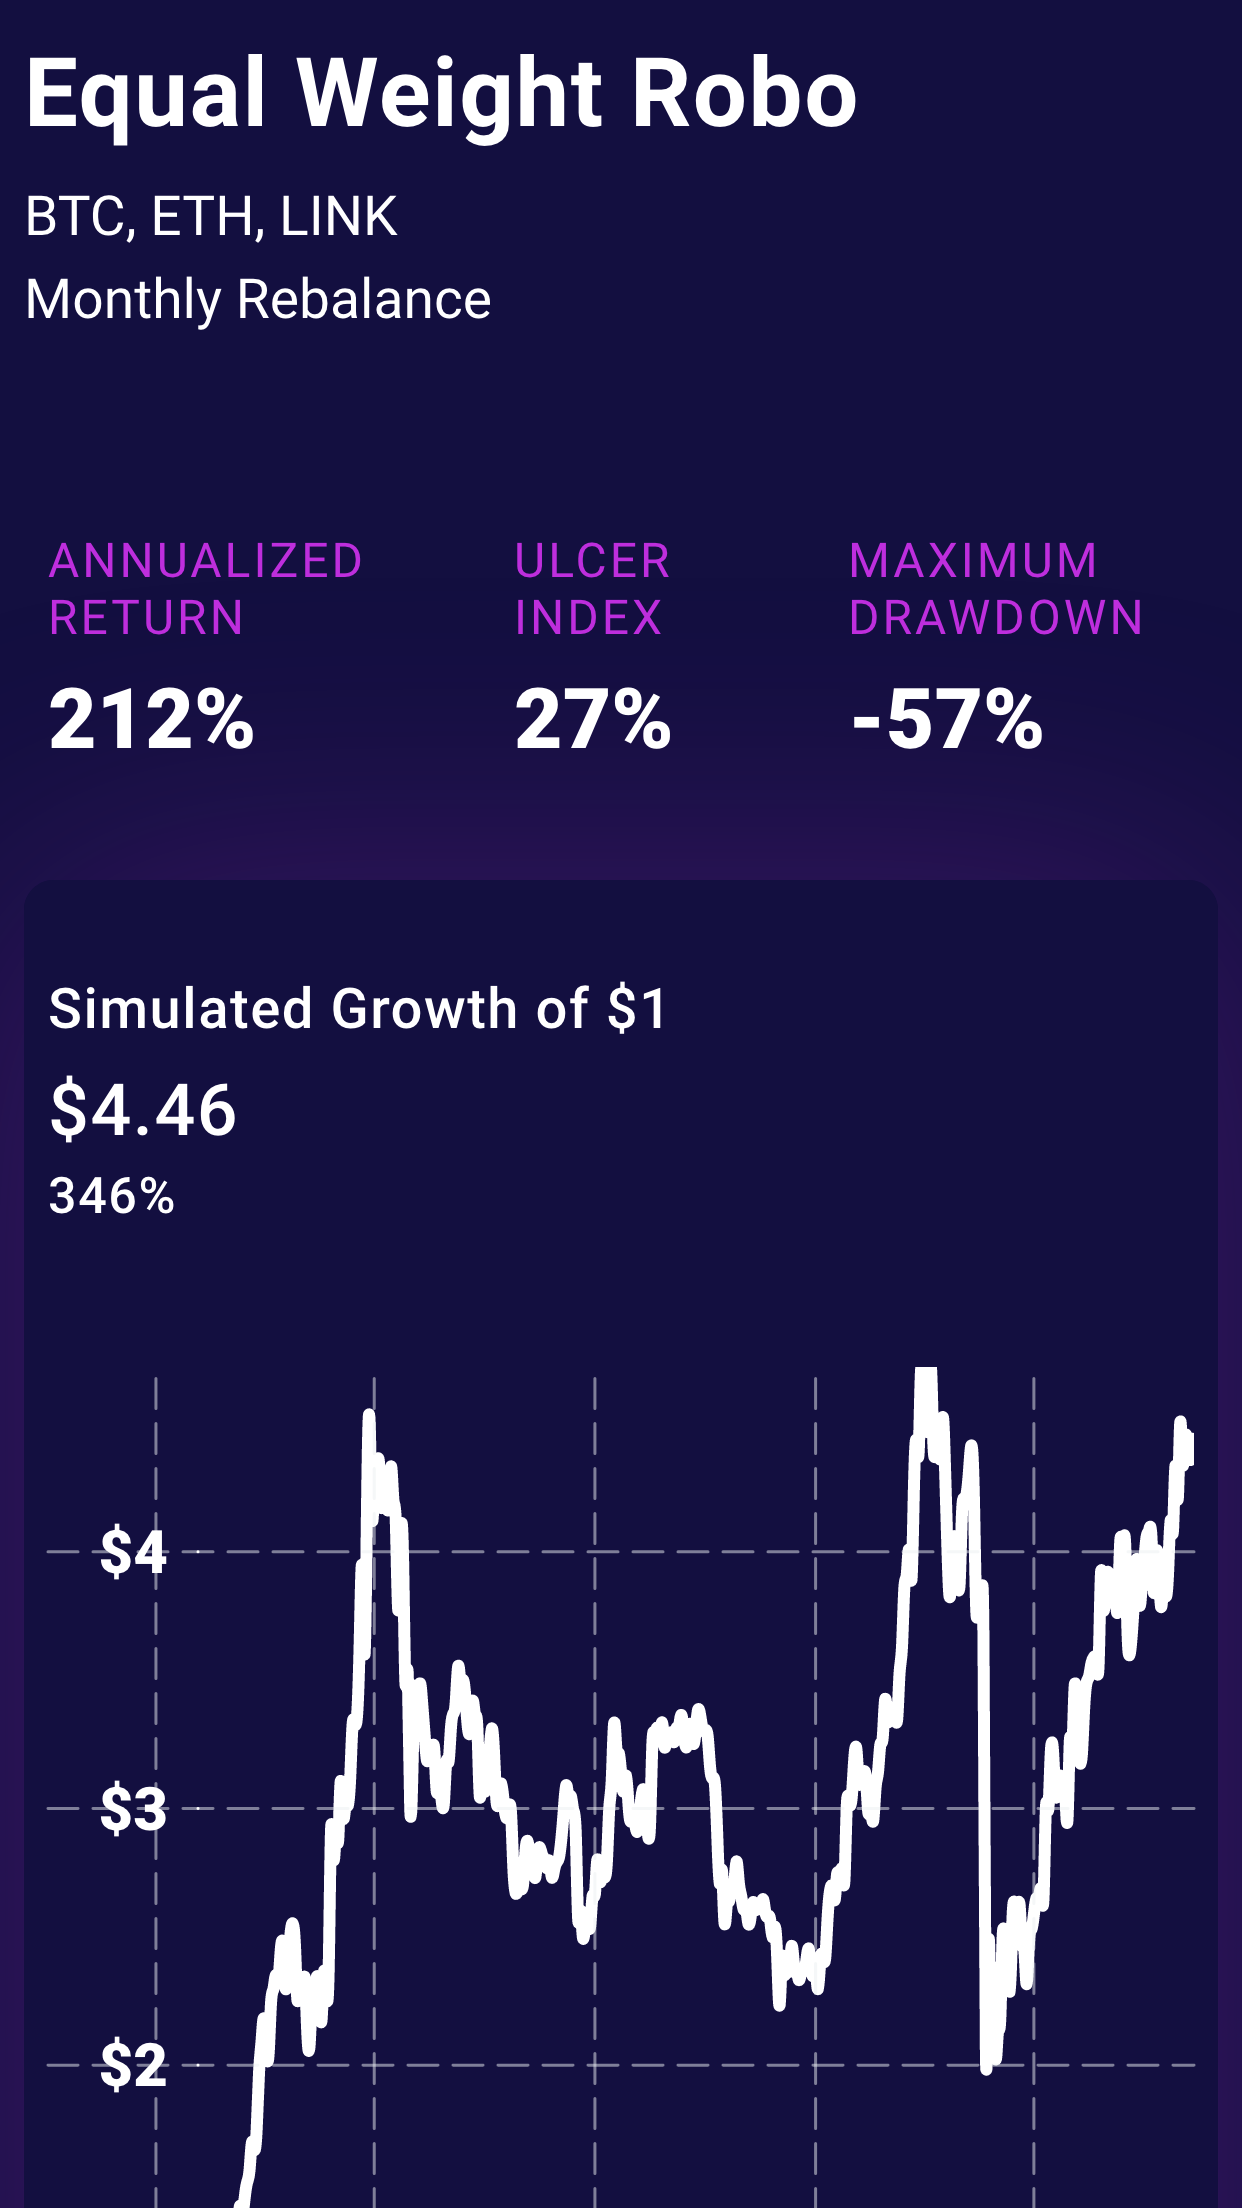 Equal Weight Robo
BTC, ETH, LINK
Monthly Rebalance
ANNUALIZED RETURN
212%
ULCER INDEX
27%
MAXIMUM DRAWDOWN
-57%
Simulated Growth of $1
$4.46
346%
$4
$3
$2